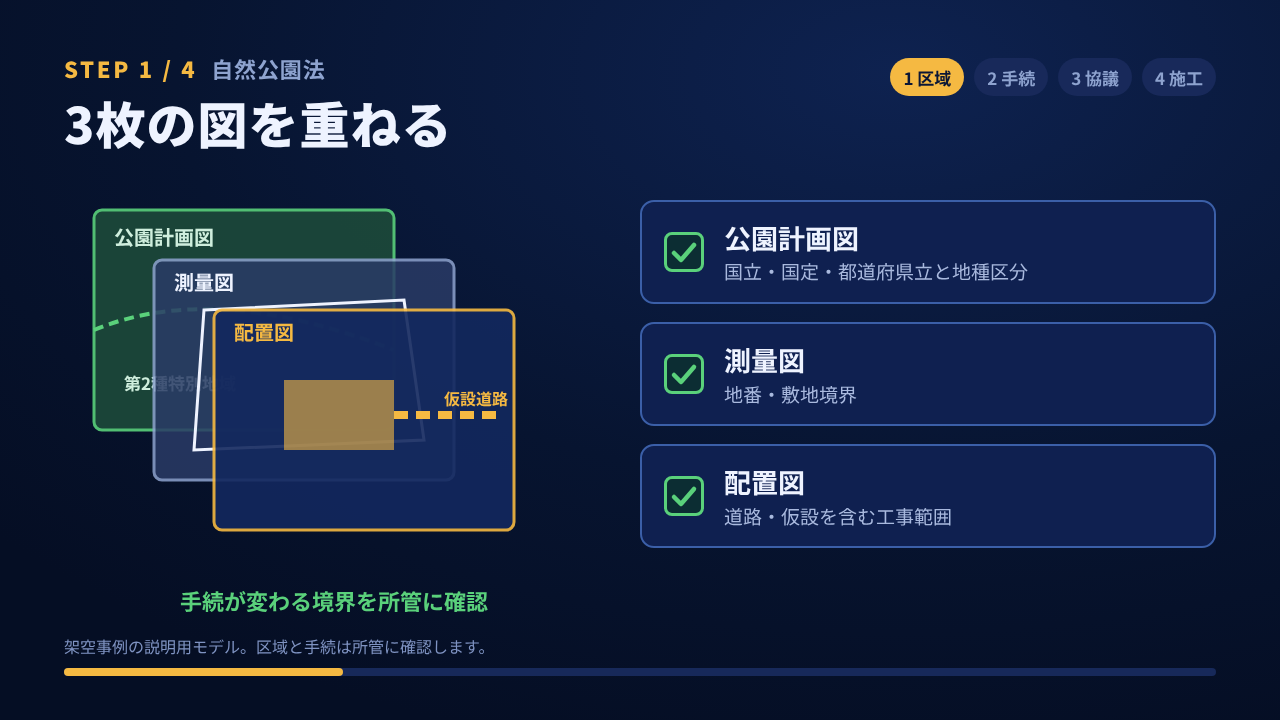 STEP 1 / 4 自然公園法
3枚の図を重ねる
1 区域
2 手続
3 協議
4 施工
公園計画図
測量図
配置図
第2種特別地
仮設道路
手続が変わる境界を所管に確認
公園計画図
国立・国定・都道府県立と地種区分
測量図
地番・敷地境界
配置図
道路・仮設を含む工事範囲
架空事例の説明用モデル。区域と手続は所管に確認します。